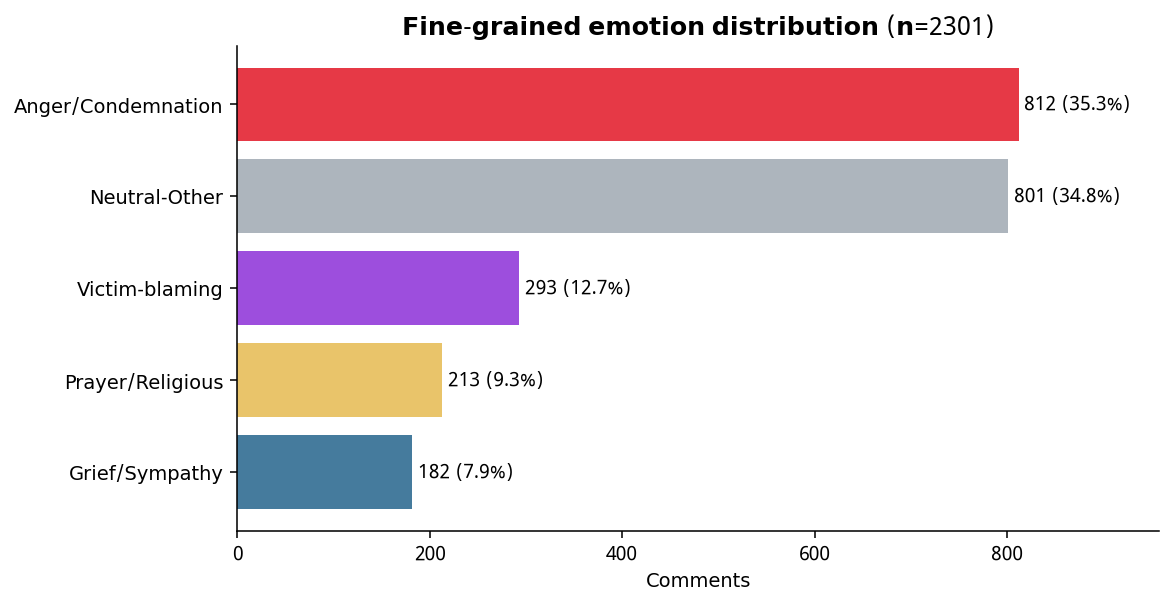 Fine-grained emotion distribution (n=2301)
Anger/Condemnation
812 (35.3%)
Neutral-Other
801 (34.8%)
Victim-blaming
293 (12.7%)
Prayer/Religious
213 (9.3%)
Grief/Sympathy
182 (7.9%)
0 200 400 600 800
Comments